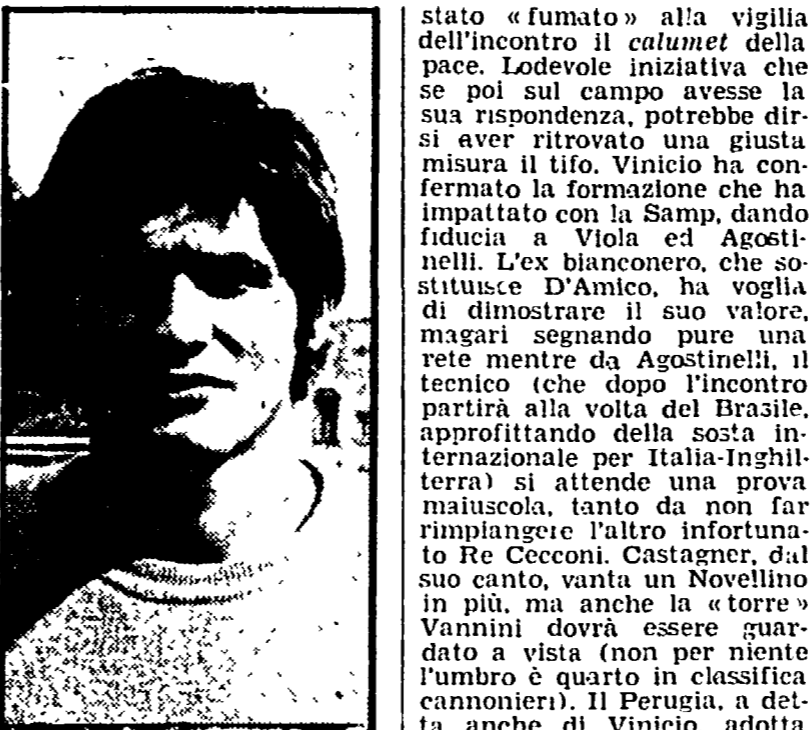 stato «fumato» alla vigilia
dell'incontro il calumet della
pace. Lodevole iniziativa che
se poi sul campo avesse la
sua rispondenza, potrebbe dir-
si aver ritrovato una giusta
misura il tifo. Vinicio ha con-
fermato la formazione che ha
impattato con la Samp, dando
fiducia a Viola ed Agosti-
nelli. L'ex bianconero, che so-
stituisce D'Amico, ha voglia
di dimostrare il suo valore,
magari segnando pure una
rete mentre da Agostinelli, il
tecnico (che dopo l'incontro
partirà alla volta del Brasile,
approfittando della sosta in-
ternazionale per Italia-Inghil-
terra) si attende una prova
maiuscola, tanto da non far
rimpiangere l'altro infortuna-
to Re Cecconi. Castagner, dal
suo canto, vanta un Novellino
in più, ma anche la «torre»
Vannini dovrà essere guar-
dato a vista (non per niente
l'umbro è quarto in classifica
cannonieri). Il Perugia, a det-
ta anche di Vinicio, adotta